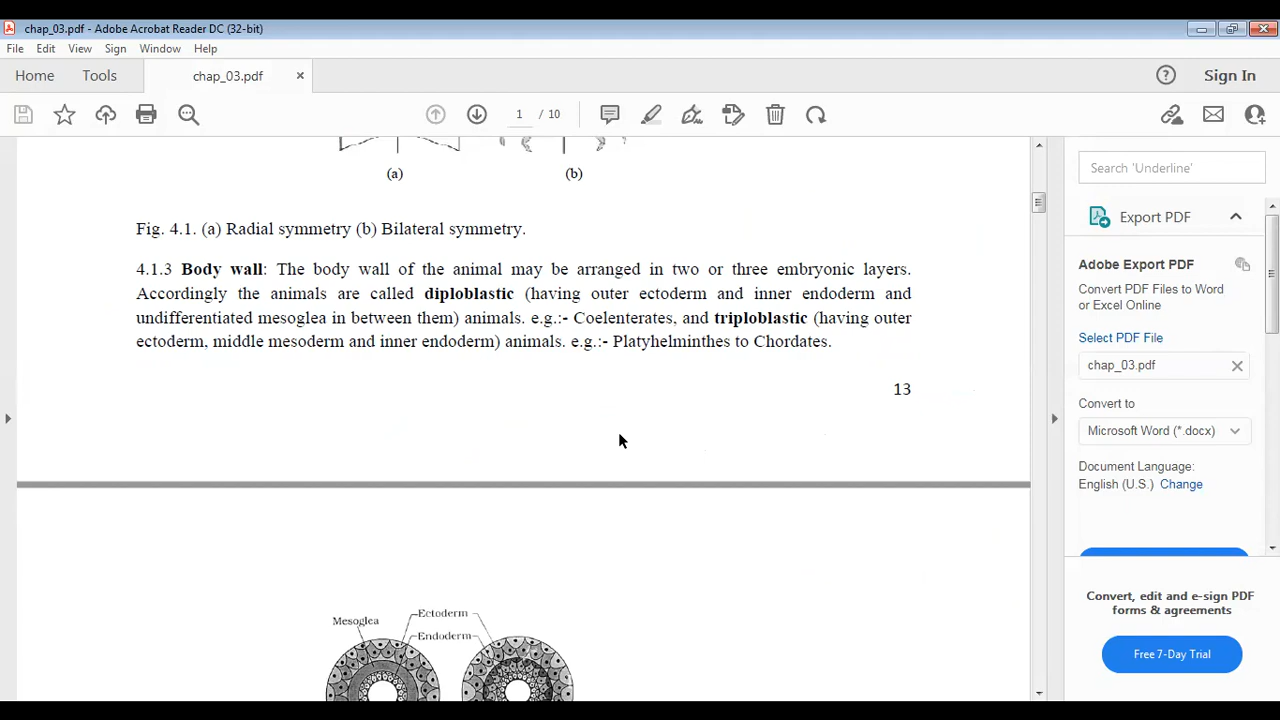 chap_03.pdf - Adobe Acrobat Reader DC (32-bit)
File Edit View Sign Window Help
Home Tools chap_03.pdf × Sign In
1 / 10
Search 'Underline'
(a) (b)
Fig. 4.1. (a) Radial symmetry (b) Bilateral symmetry.
4.1.3 Body wall: The body wall of the animal may be arranged in two or three embryonic layers.
Accordingly the animals are called diploblastic (having outer ectoderm and inner endoderm and
undifferentiated mesoglea in between them) animals. e.g.:- Coelenterates, and triploblastic (having outer
ectoderm, middle mesoderm and inner endoderm) animals. e.g.:- Platyhelminthes to Chordates.
13
Mesoglea
Ectoderm
Endoderm
Export PDF
Adobe Export PDF
Convert PDF Files to Word
or Excel Online
Select PDF File
chap_03.pdf
Convert to
Microsoft Word (*.docx)
Document Language:
English (U.S.) Change
Convert, edit and e-sign PDF
forms & agreements
Free 7-Day Trial